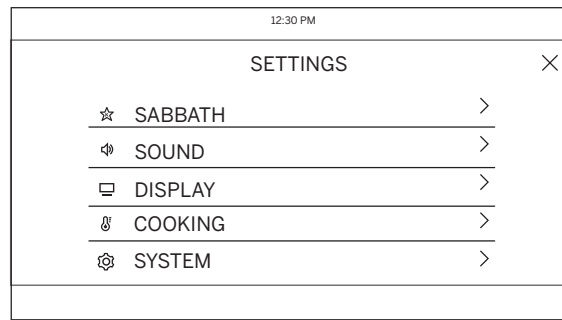 12:30 PM
SETTINGS
SABBATH
SOUND
DISPLAY
COOKING
SYSTEM